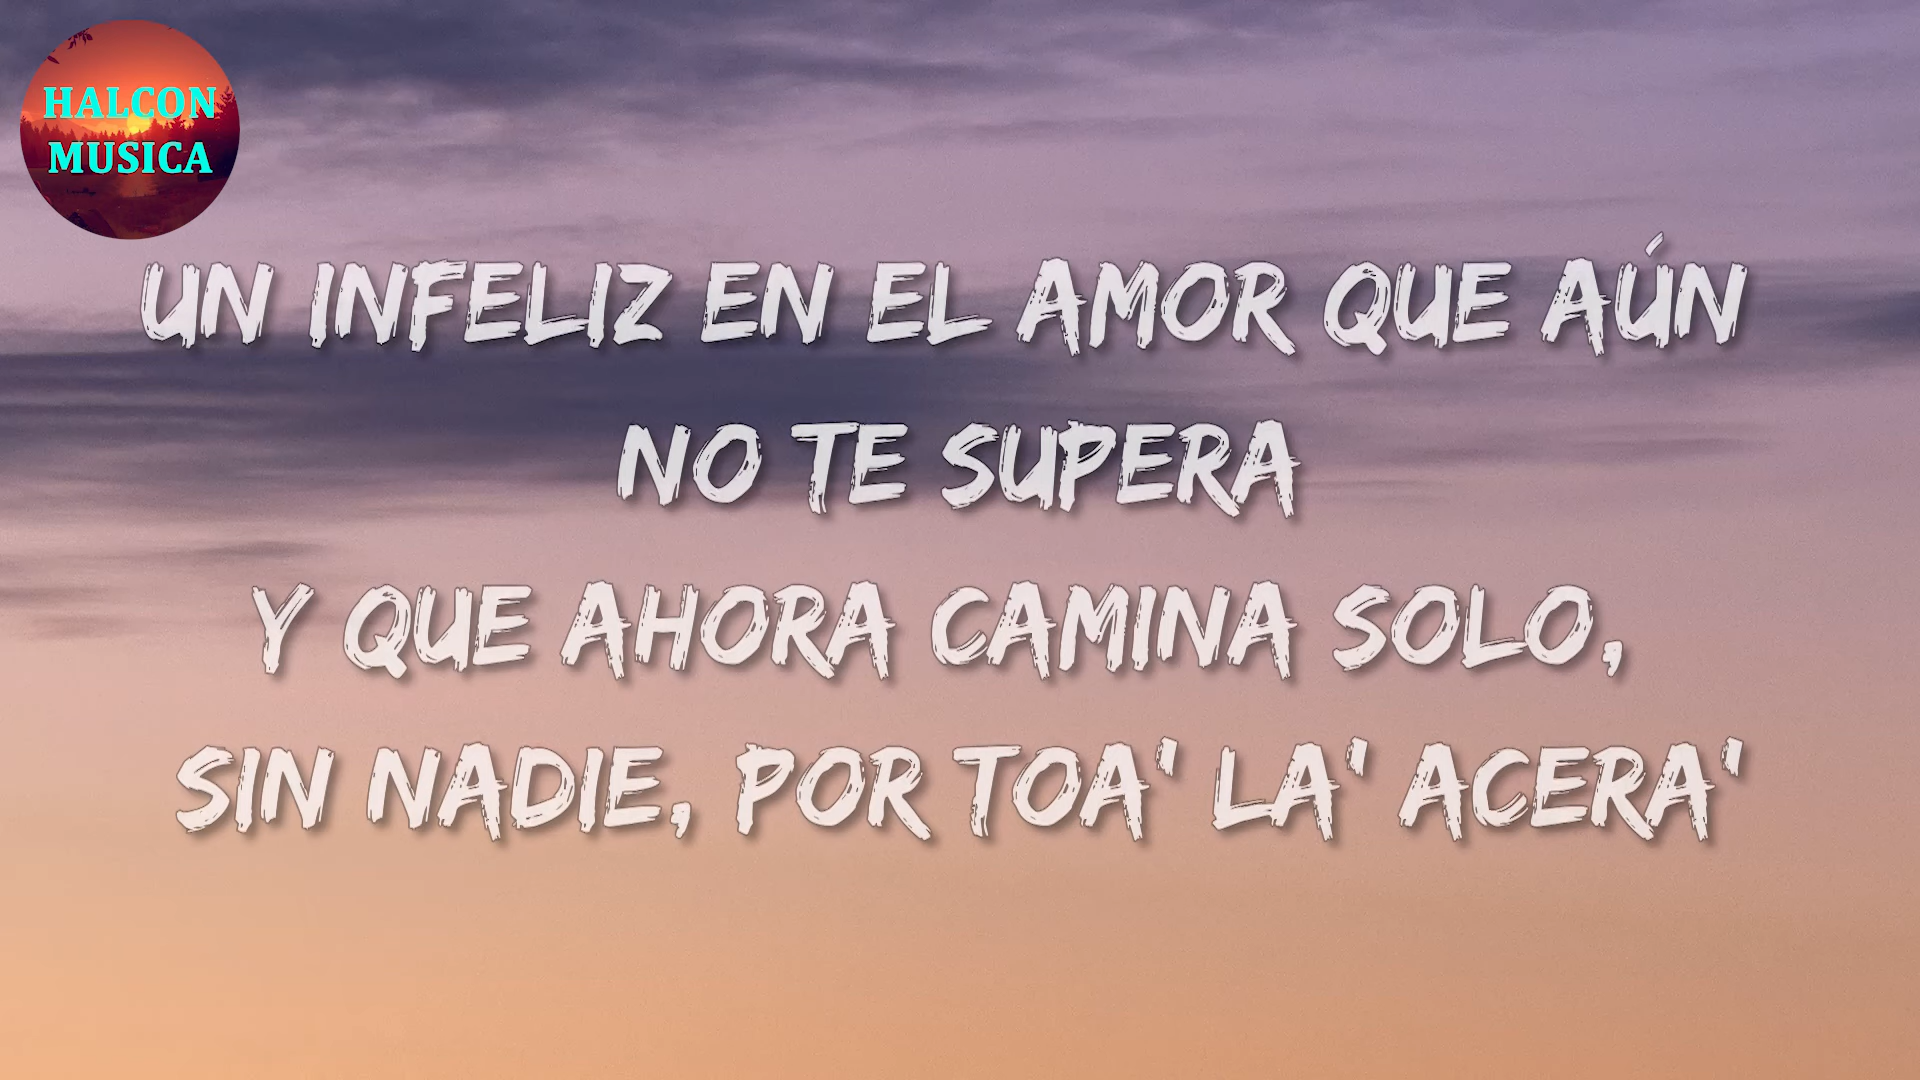 HALCON
MUSICA
UN INFELIZ EN EL AMOR QUE AÚN
NO TE SUPERA
Y QUE AHORA CAMINA SOLO,
SIN NADIE, POR TOA' LA' ACERA'